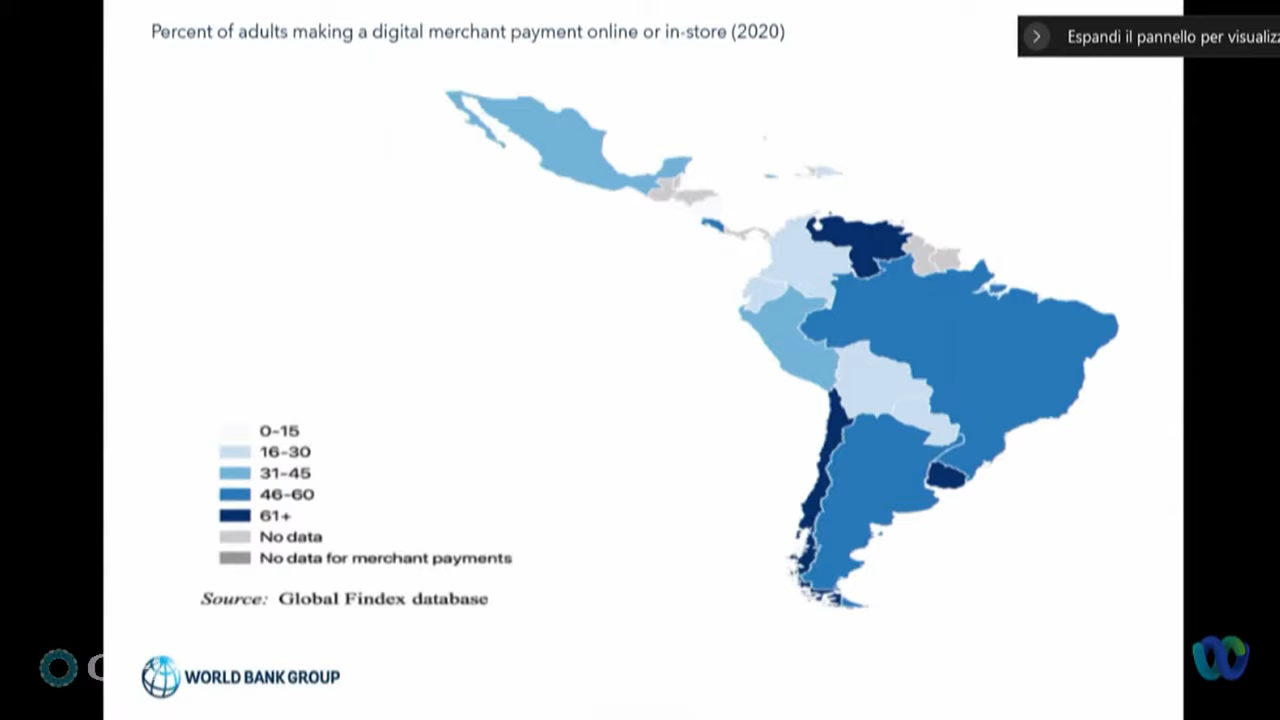 Percent of adults making a digital merchant payment online or in-store (2020)
Espandi il pannello per
0-15
16-30
31-45
46-60
61+
No data
No data for merchant payments
Source: Global Findex database
WORLD BANK GROUP